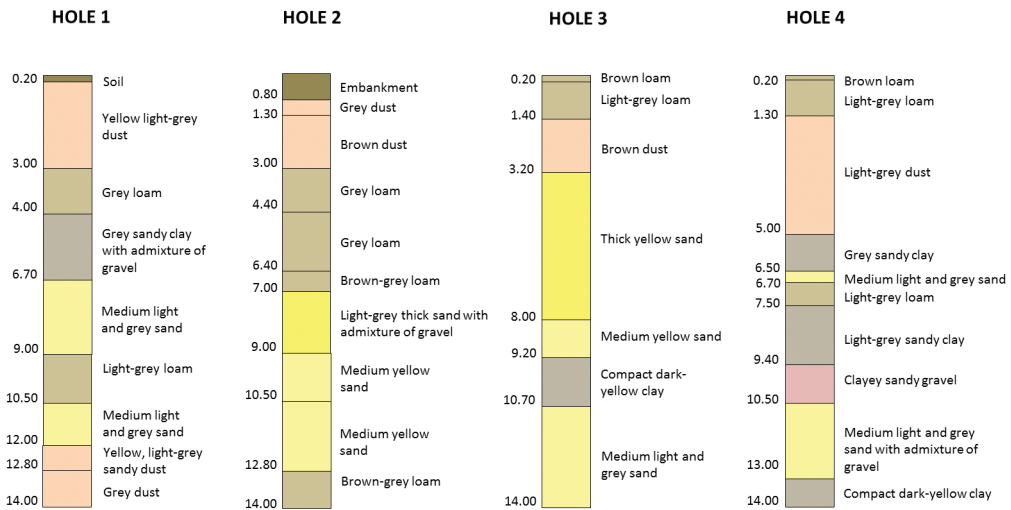 HOLE 1
0.20
Soil
Yellow light-grey
dust
3.00
Grey loam
4.00
Grey sandy clay
with admixture of
gravel
6.70
Medium light
and grey sand
9.00
Light-grey loam
10.50
Medium light
and grey sand
12.00
Yellow, light-grey
sandy dust
12.80
Grey dust
14.00
HOLE 2
Embankment
0.80
Grey dust
1.30
Brown dust
3.00
Grey loam
4.40
Grey loam
6.40
Brown-grey loam
7.00
Light-grey thick sand with
admixture of gravel
9.00
Medium yellow
sand
10.50
Medium yellow
sand
12.80
Brown-grey loam
14.00
HOLE 3
0.20
Brown loam
Light-grey loam
1.40
Brown dust
3.20
Thick yellow sand
8.00
Medium yellow sand
9.20
Compact dark-
yellow clay
10.70
Medium light and
grey sand
14.00
HOLE 4
0.20
Brown loam
Light-grey loam
1.30
Light-grey dust
5.00
Grey sandy clay
6.50
Medium light and grey sand
6.70
Light-grey loam
7.50
Light-grey sandy clay
9.40
Clayey sandy gravel
10.50
Medium light and grey
sand with admixture of
gravel
13.00
Compact dark-yellow clay
14.00